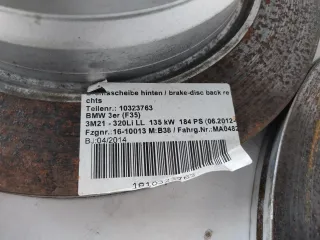 Bremsscheibe hinten / brake-disc back re
chts
Teilenr.: 10323763
BMW 3er (F35)
3M21 - 320Li LL 135 kW 184 PS (06.2012-
Fzgnr.:16-10013 M:B38 / Fahrg.Nr.:MA0482
BJ:04/2014